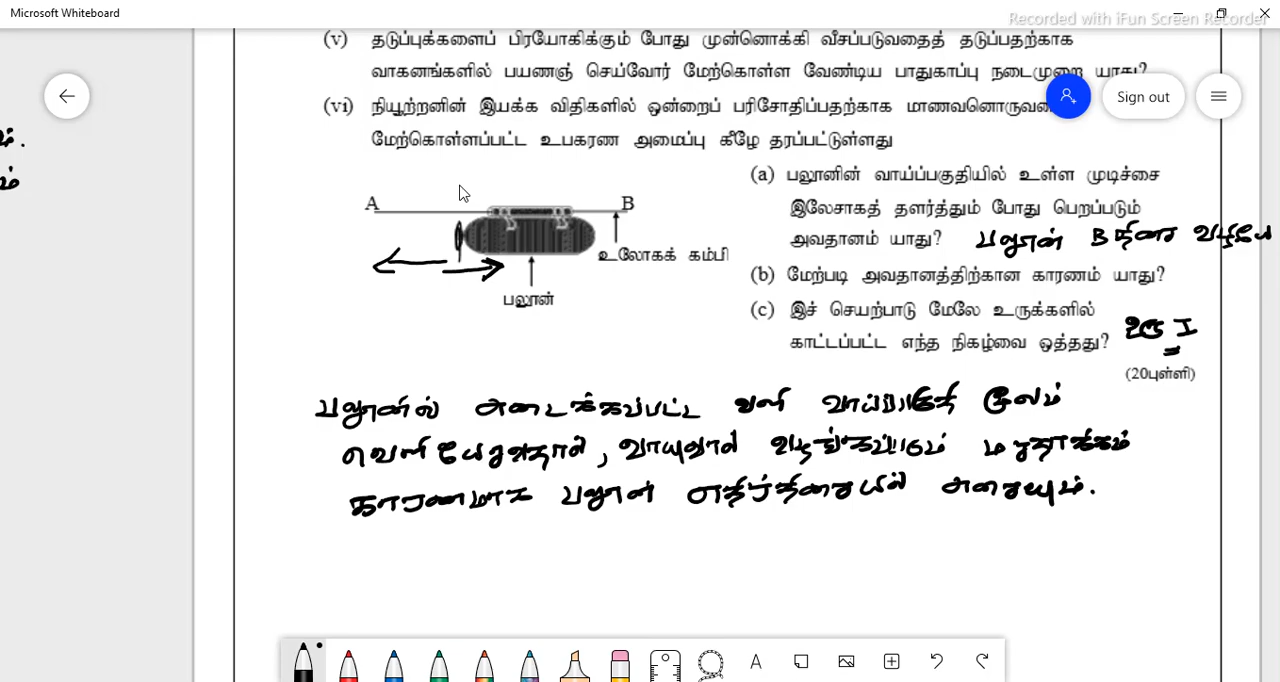 Microsoft Whiteboard
Recorded with iFun Screen Recorder
Sign out
(v) தடுப்புக்களைப் பிரயோகிக்கும் போது முன்னொக்கி வீசப்படுவதைத் தடுப்பதற்காக
வாகனங்களில் பயணஞ் செய்வோர் மேற்கொள்ள வேண்டிய பாதுகாப்பு நடைமுறை யாது?
(vi) நியூற்றனின் இயக்க விதிகளில் ஒன்றைப் பரிசோதிப்பதற்காக மாணவனொருவன
மேற்கொள்ளப்பட்ட உபகரண அமைப்பு கீழே தரப்பட்டுள்ளது
A
B
உலோகக் கம்பி
பலூன்
(a) பலூனின் வாய்ப்பகுதியில் உள்ள முடிச்சை
இலேசாகத் தளர்த்தும் போது பெறப்படும்
அவதானம் யாது? பலூன் B
(b) மேற்படி அவதானத்திற்கான காரணம் யாது?
(c) இச் செயற்பாடு மேலே உருக்களில்
காட்டப்பட்ட எந்த நிகழ்வை ஒத்தது? உரு I
(20புள்ளி)
பலூனில் அடைக்கப்பட்ட வளி வாய்ப்பகுதி மூலம்
வெளியேறுவதால், வாயுவால் வழங்கப்படும் மறுதாக்கம்
காரணமாக பலூன் எதிர்திசையில் அசையும்.
A